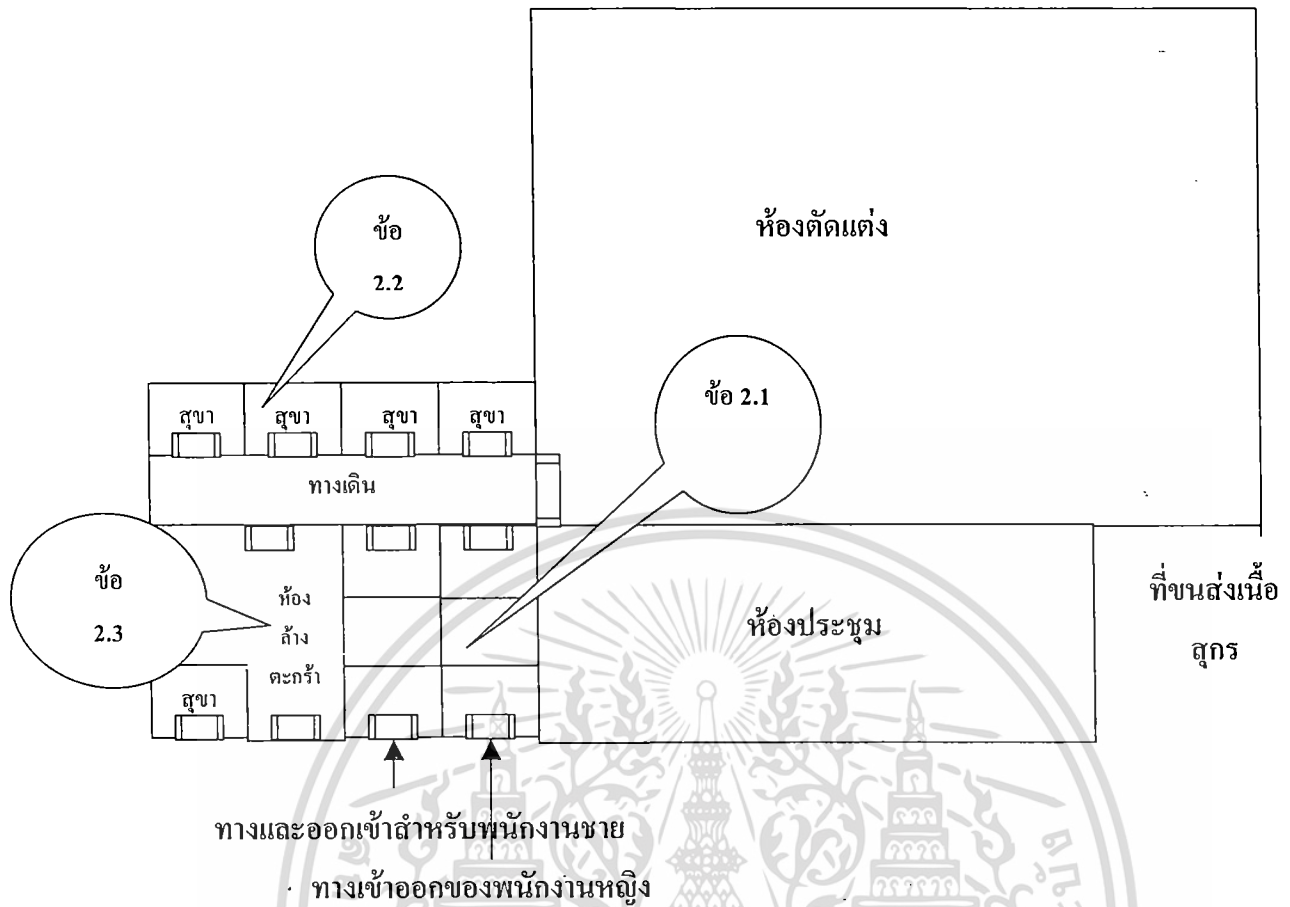 ห้องตัดแต่ง
ข้อ
2.2
ข้อ 2.1
สุขา
สุขา
สุขา
สุขา
ทางเดิน
ข้อ
2.3
ห้อง
ล้าง
ตะกร้า
สุขา
ห้องประชุม
ที่ขนส่งเนื้อ
สุกร
ทางและออกเข้าสำหรับพนักงานชาย
ทางเข้าออกของพนักงานหญิง